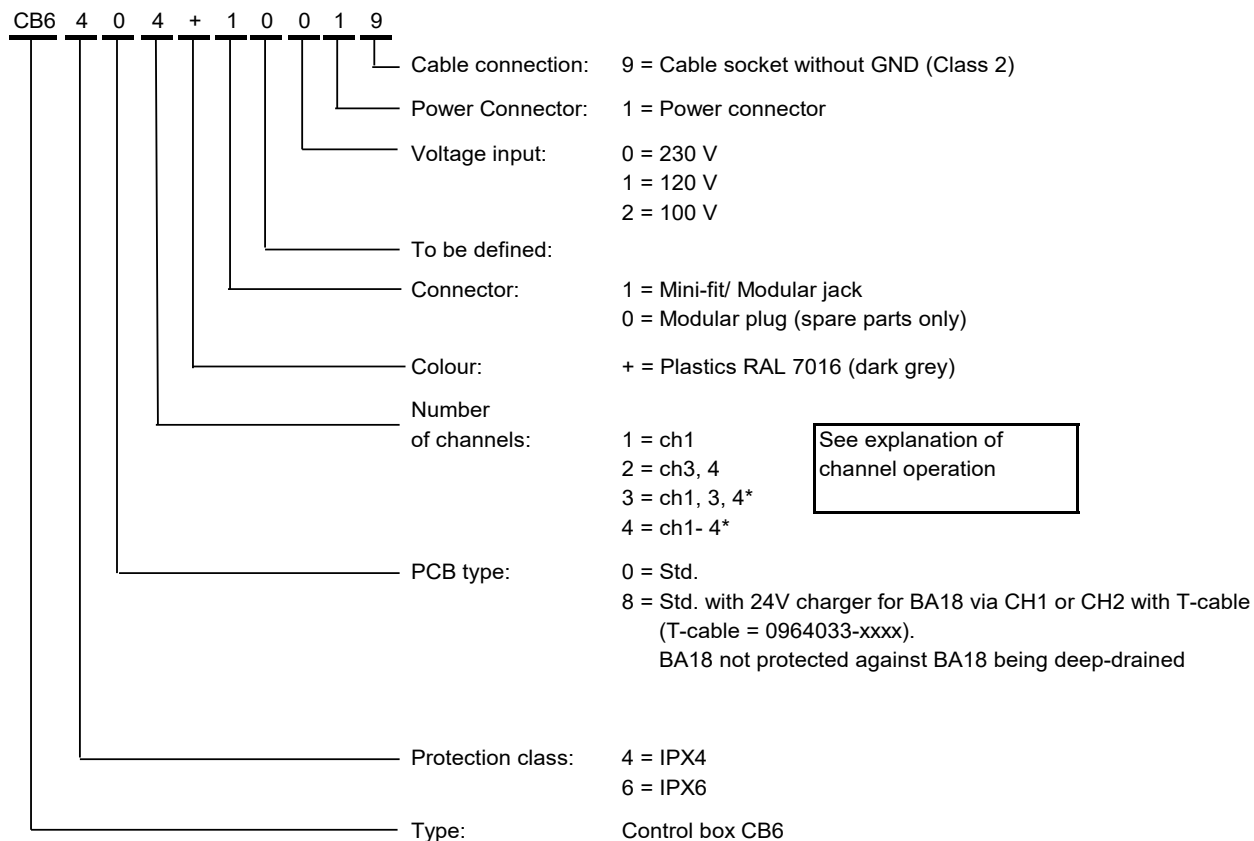 CB6 4 0 4 + 1 0 0 1 9
Cable connection: 9 = Cable socket without GND (Class 2)
Power Connector: 1 = Power connector
Voltage input: 0 = 230 V
1 = 120 V
2 = 100 V
To be defined:
Connector: 1 = Mini-fit/ Modular jack
0 = Modular plug (spare parts only)
Colour: + = Plastics RAL 7016 (dark grey)
Number
of channels: 1 = ch1
2 = ch3, 4
3 = ch1, 3, 4*
4 = ch1- 4*
See explanation of
channel operation
PCB type: 0 = Std.
8 = Std. with 24V charger for BA18 via CH1 or CH2 with T-cable
(T-cable = 0964033-xxxx).
BA18 not protected against BA18 being deep-drained
Protection class: 4 = IPX4
6 = IPX6
Type: Control box CB6